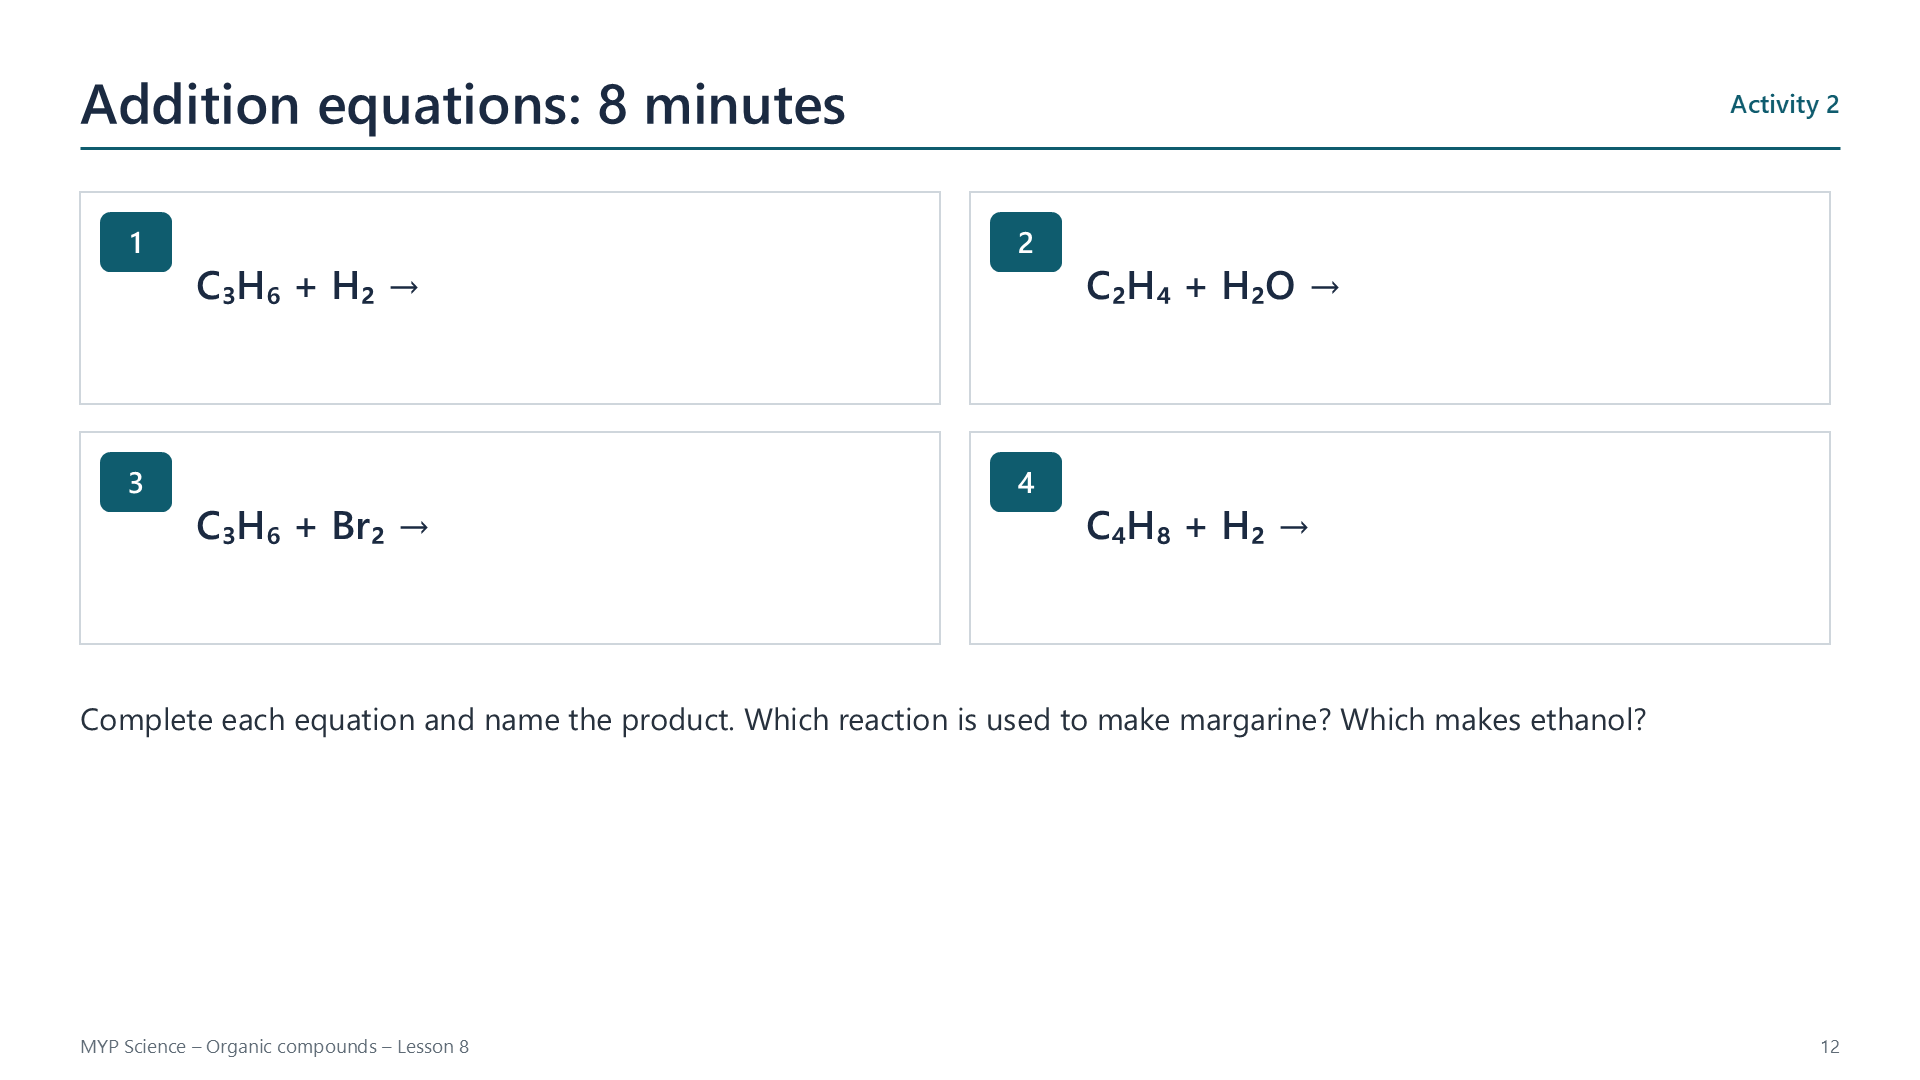 Addition equations: 8 minutes
Activity 2
1
C₃H₆ + H₂ →
2
C₂H₄ + H₂O →
3
C₃H₆ + Br₂ →
4
C₄H₈ + H₂ →
Complete each equation and name the product. Which reaction is used to make margarine? Which makes ethanol?
MYP Science – Organic compounds – Lesson 8
12